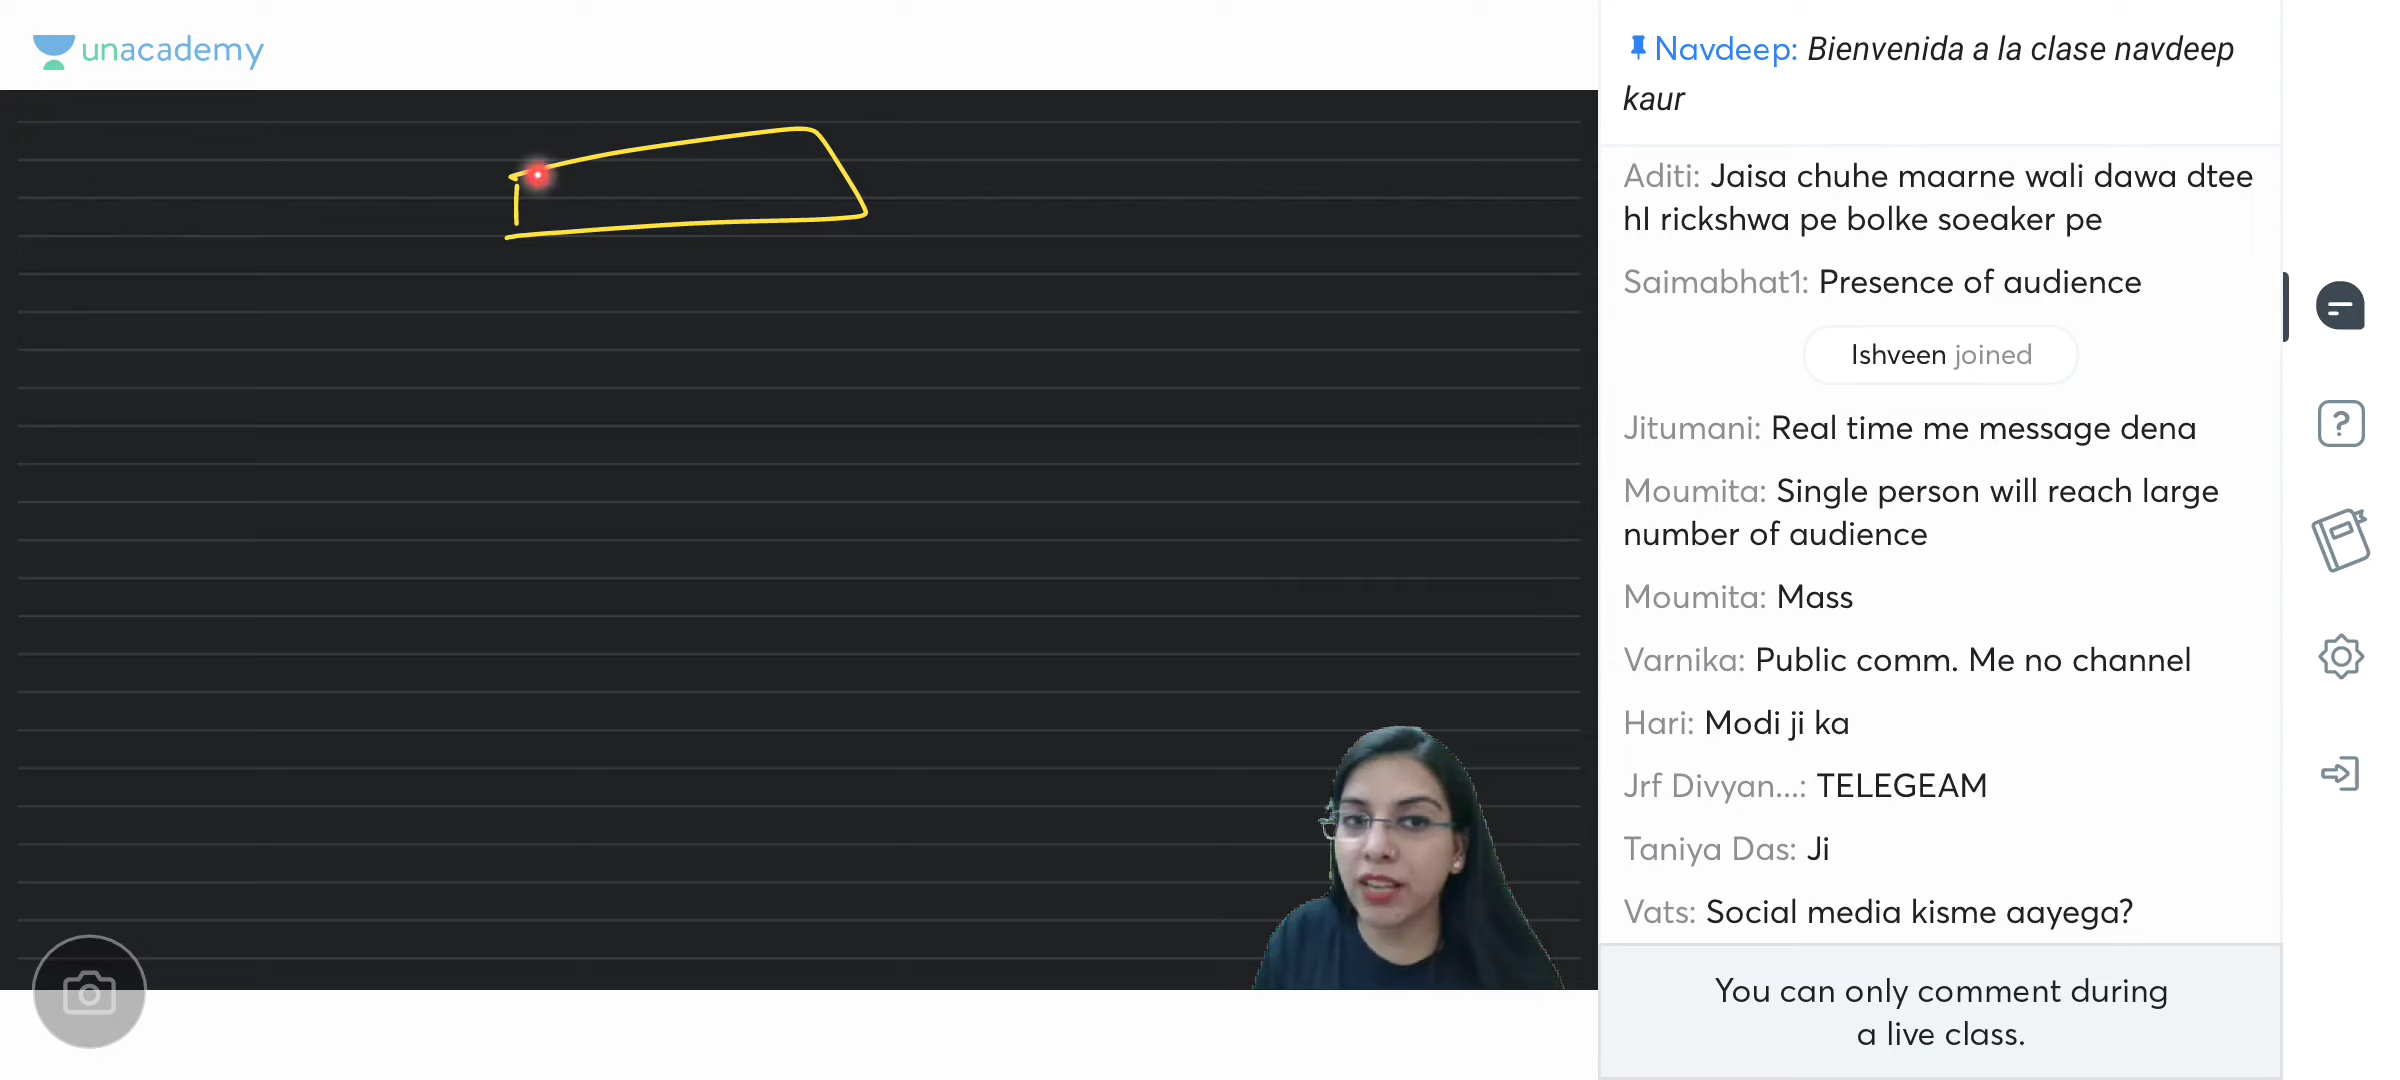 unacademy
Navdeep: Bienvenida a la clase navdeep
kaur
Aditi: Jaisa chuhe maarne wali dawa dtee
hI rickshwa pe bolke soeaker pe
Saimabhat1: Presence of audience
Ishveen joined
Jitumani: Real time me message dena
Moumita: Single person will reach large
number of audience
Moumita: Mass
Varnika: Public comm. Me no channel
Hari: Modi ji ka
Jrf Divyan...: TELEGEAM
Taniya Das: Ji
Vats: Social media kisme aayega?
You can only comment during
a live class.